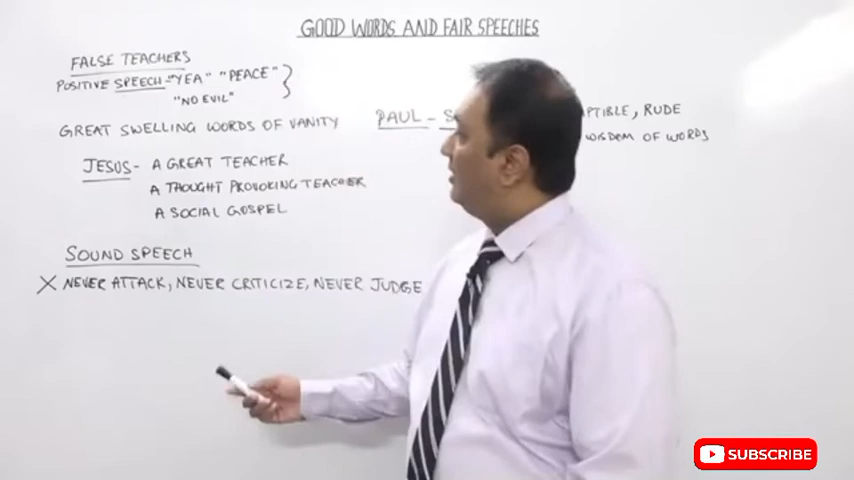 GOOD WORDS AND FAIR SPEECHES
FALSE TEACHERS
POSITIVE SPEECH - "YEA" "PEACE"
"NO EVIL"
GREAT SWELLING WORDS OF VANITY
JESUS - A GREAT TEACHER
A THOUGHT PROVOKING TEACHER
A SOCIAL GOSPEL
SOUND SPEECH
X NEVER ATTACK, NEVER CRITICIZE, NEVER JUDGE
PAUL - RUDE
WISDOM OF WORDS
SUBSCRIBE